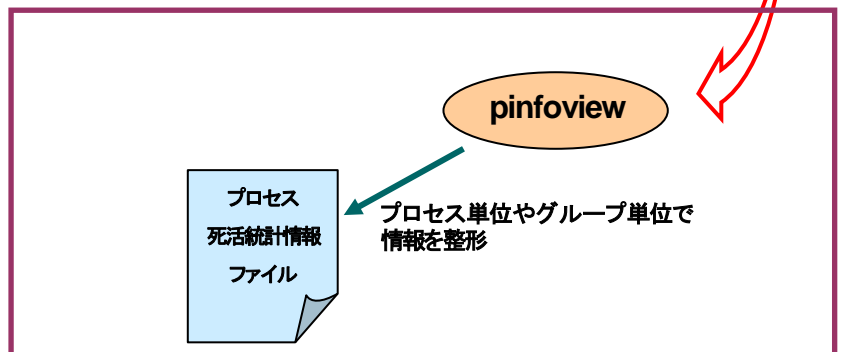 pinfoview
プロセス単位やグループ単位で
情報を整形
プロセス
死活統計情報
ファイル